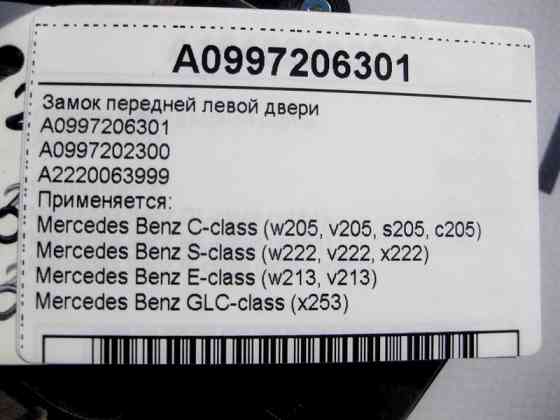 A0997206301
Замок передней левой двери
A0997206301
A0997202300
A2220063999
Применяется:
Mercedes Benz C-class (w205, v205, s205, c205)
Mercedes Benz S-class (w222, v222, x222)
Mercedes Benz E-class (w213, v213)
Mercedes Benz GLC-class (x253)